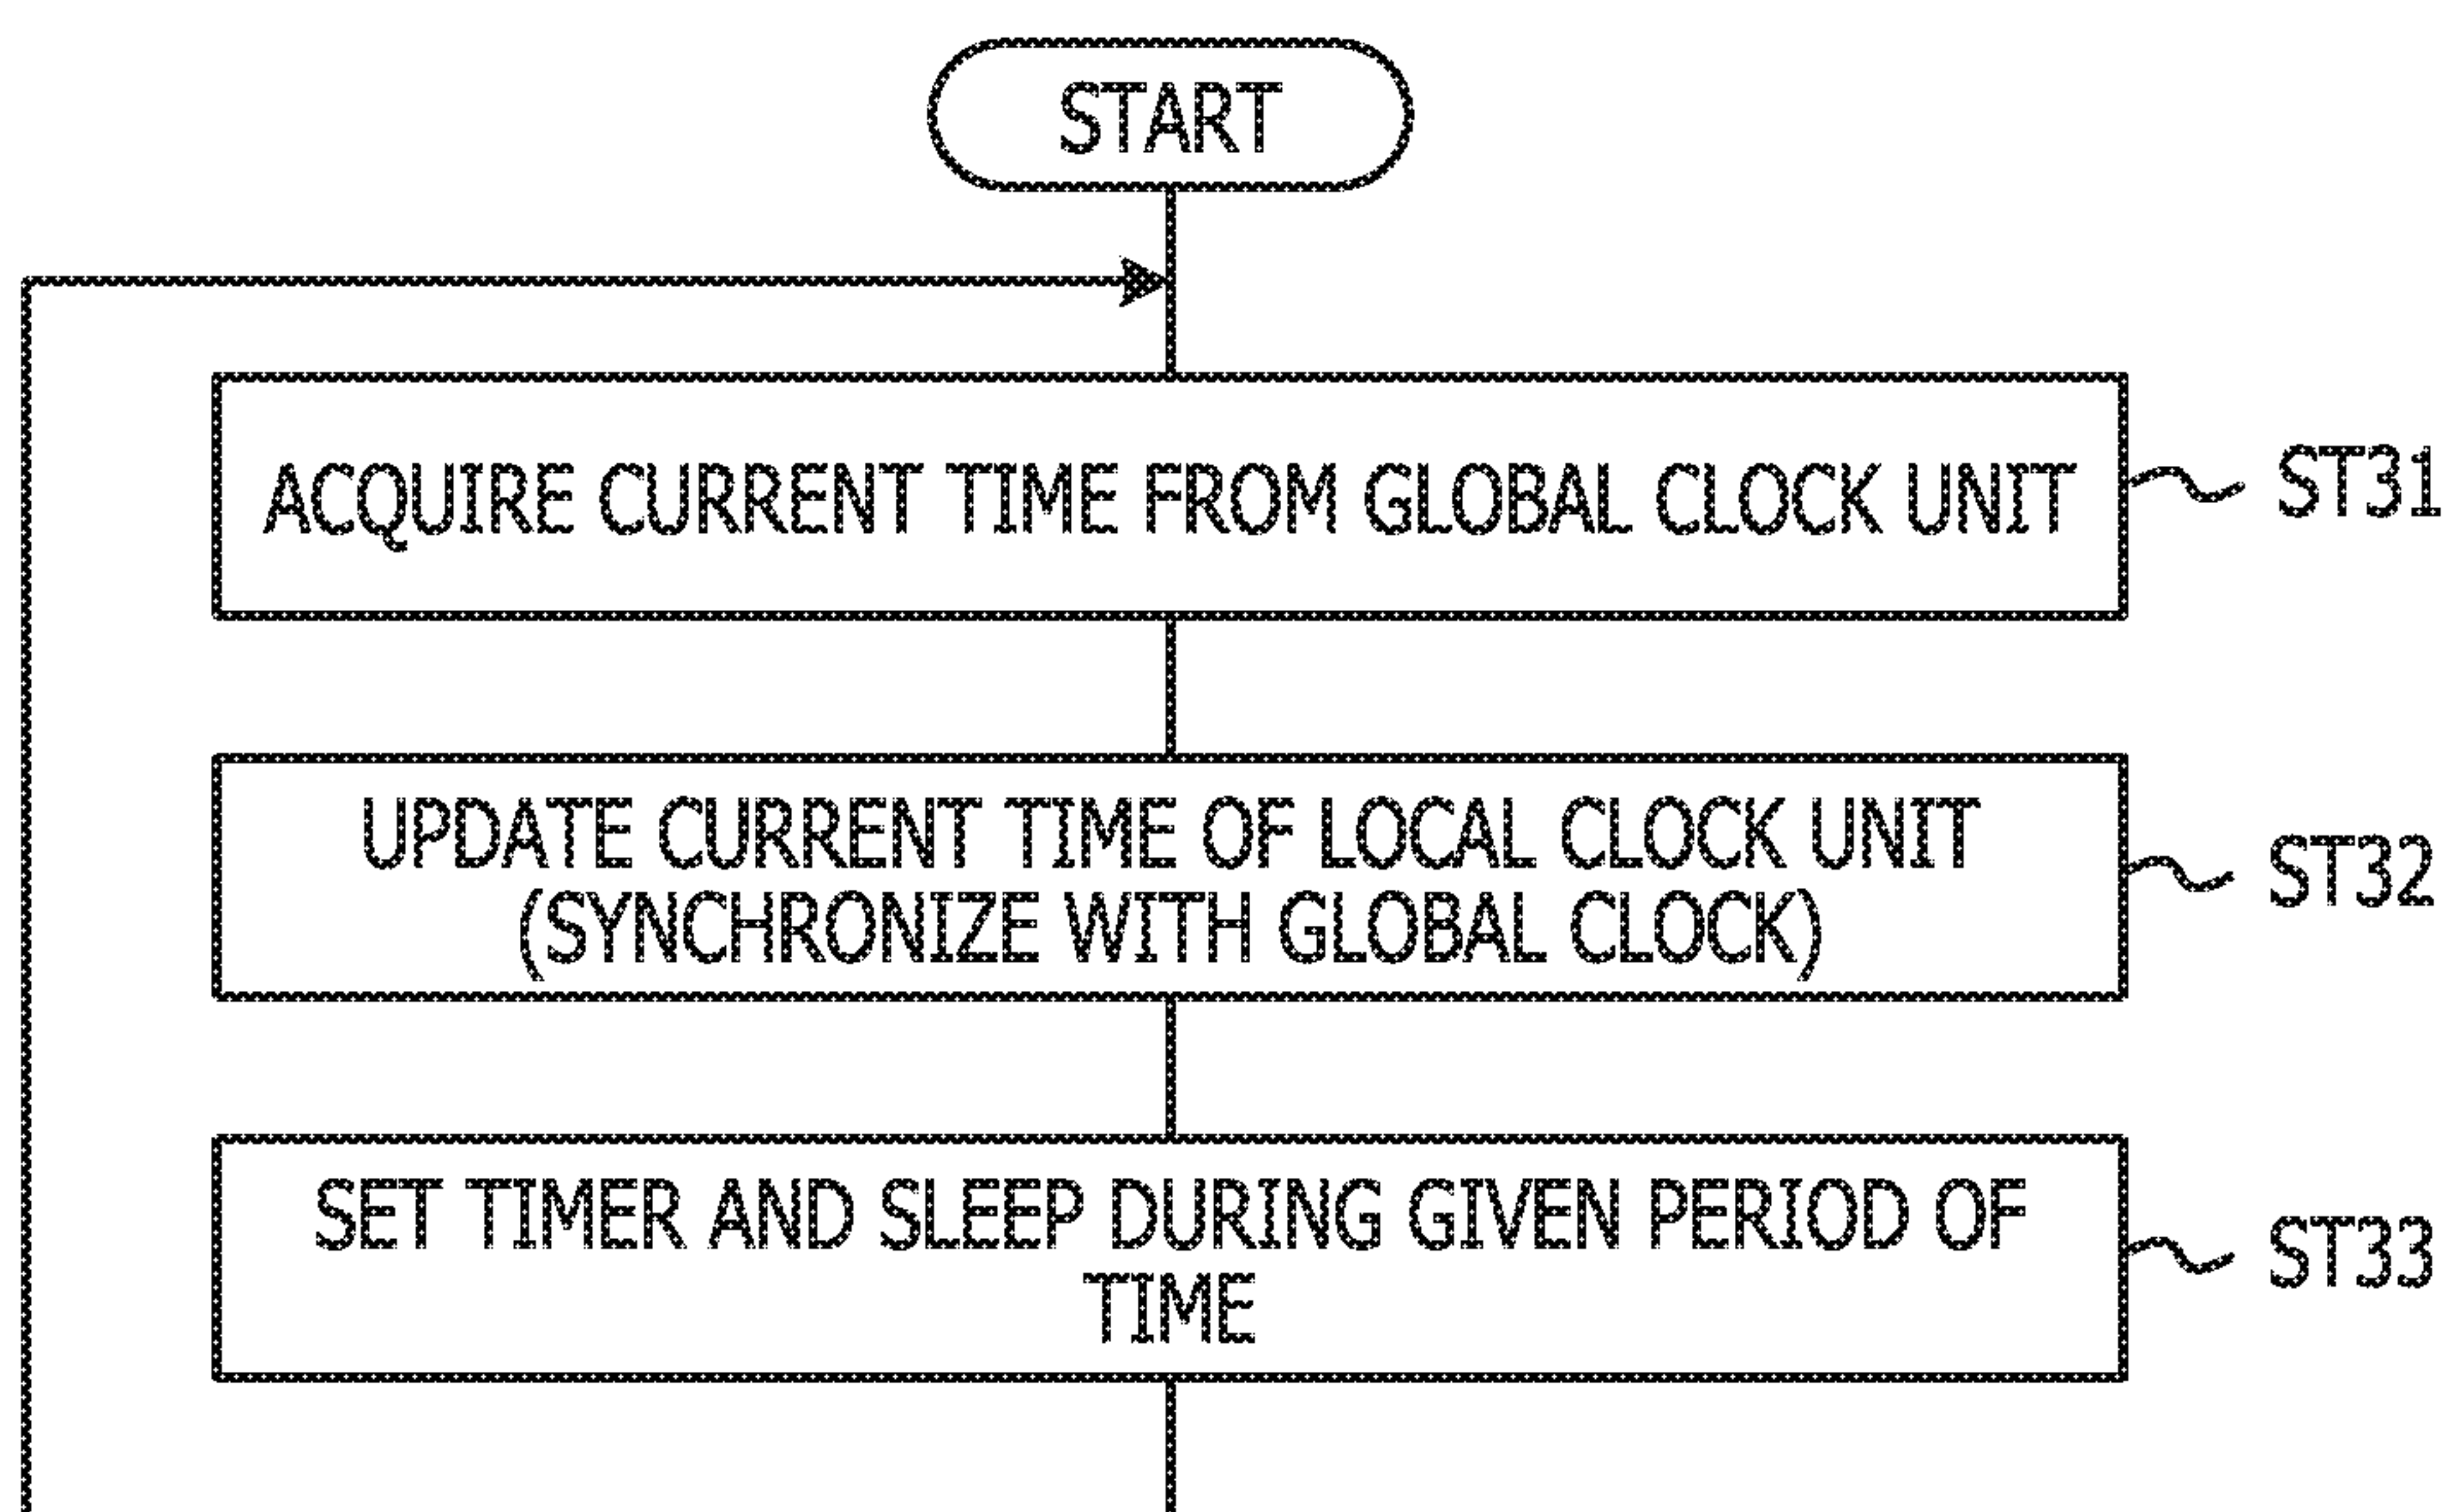 START
ACQUIRE CURRENT TIME FROM GLOBAL CLOCK UNIT
ST31
UPDATE CURRENT TIME OF LOCAL CLOCK UNIT
(SYNCHRONIZE WITH GLOBAL CLOCK)
ST32
SET TIMER AND SLEEP DURING GIVEN PERIOD OF
TIME
ST33